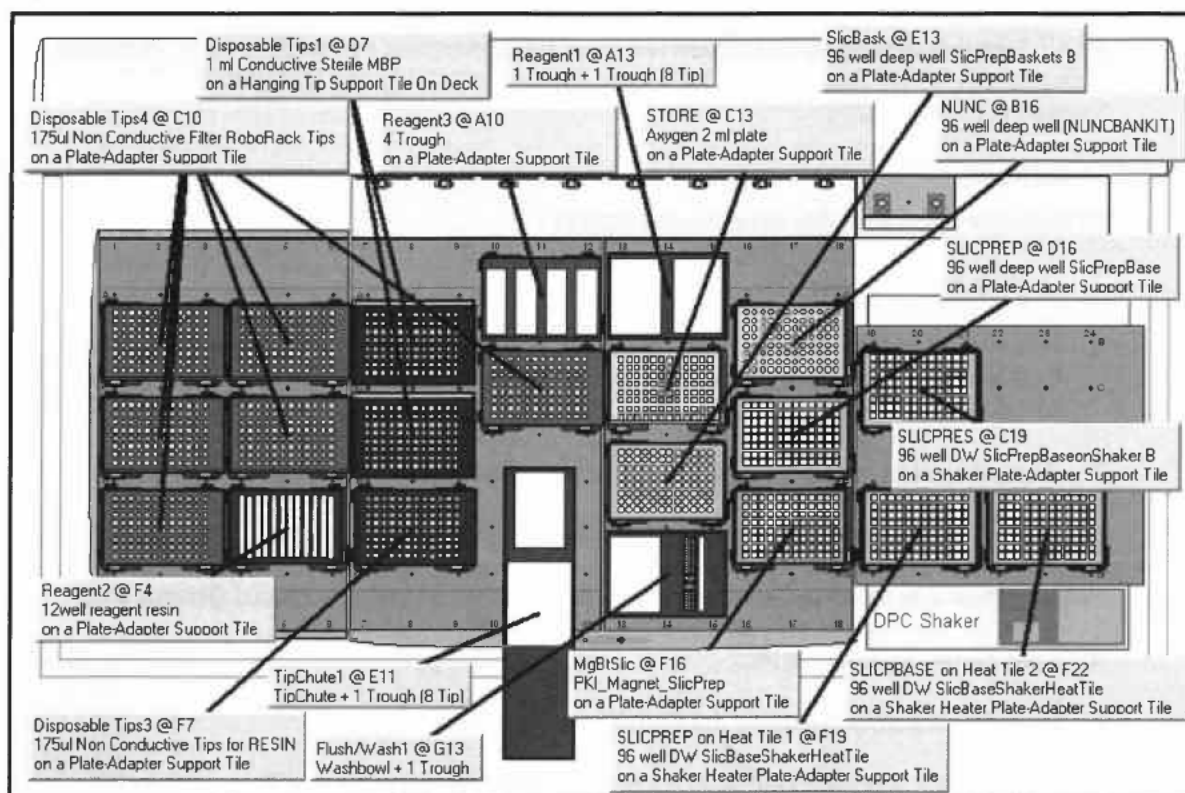 Disposable Tips1 @ D7
1 ml Conductive Sterile MBP
on a Hanging Tip Support Tile On Deck
Reagent1 @ A13
1 Trough + 1 Trough (8 Tip)
SlicBask @ E13
96 well deep well SlicPrepBaskets B
on a Plate-Adapter Support Tile
Disposable Tips4 @ C10
175ul Non Conductive Filter RoboRack Tips
on a Plate-Adapter Support Tile
Reagent3 @ A10
4 Trough
on a Plate-Adapter Support Tile
STORE @ C13
Axygen 2 ml plate
on a Plate-Adapter Support Tile
NUNC @ B16
96 well deep well (NUNCBANKIT)
on a Plate-Adapter Support Tile
SLICPREP @ D16
96 well deep well SlicPrepBase
on a Plate-Adapter Support Tile
SLICPRES @ C19
96 well DW SlicPrepBaseonShaker B
on a Shaker Plate-Adapter Support Tile
Reagent2 @ F4
12well reagent resin
on a Plate-Adapter Support Tile
DPC Shaker
TipChute1 @ E11
TipChute + 1 Trough (8 Tip)
MgBtSlic @ F16
PKI_Magnet_SlicPrep
on a Plate-Adapter Support Tile
SLICPBASE on Heat Tile 2 @ F22
96 well DW SlicBaseShakerHeatTile
on a Shaker Heater Plate-Adapter Support Tile
Disposable Tips3 @ F7
175ul Non Conductive Tips for RESIN
on a Plate-Adapter Support Tile
Flush/Wash1 @ G13
Washbowl + 1 Trough
SLICPREP on Heat Tile 1 @ F19
96 well DW SlicBaseShakerHeatTile
on a Shaker Heater Plate-Adapter Support Tile